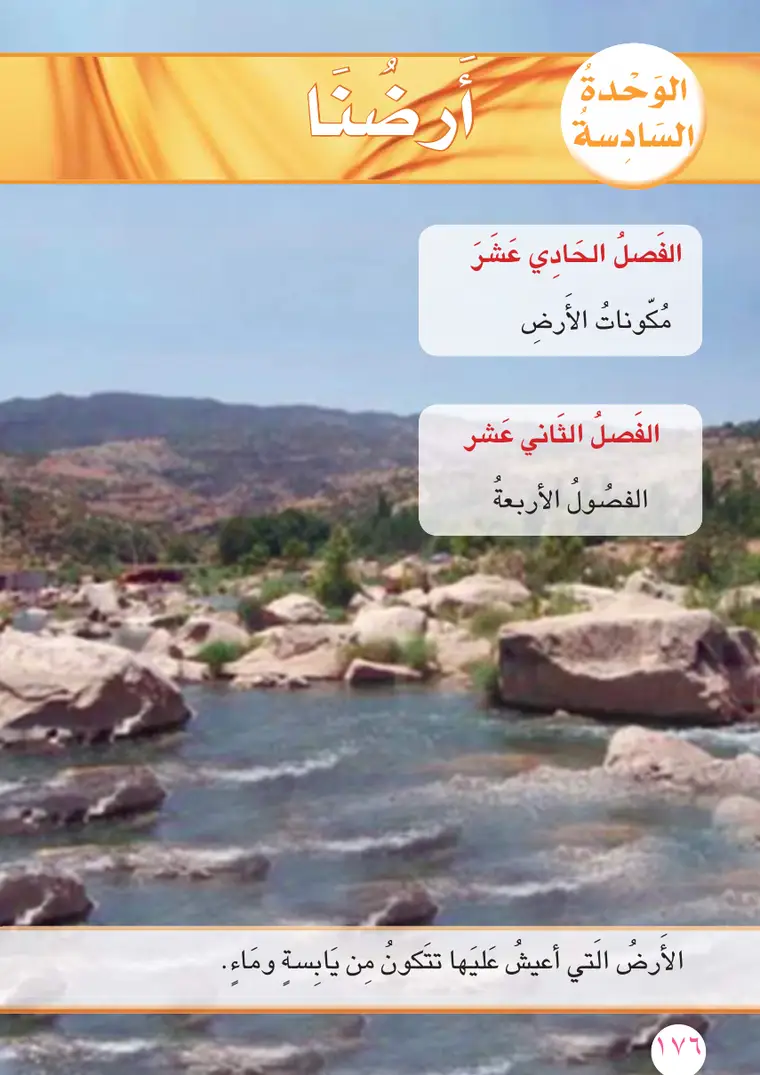 الوَحْدةُ
السَادِسةُ
أَرضُنَا
الفَصلُ الحَادِي عَشَرَ
مُكّوناتُ الأَرضِ
الفَصلُ الثَاني عَشر
الفصُولُ الأربعةُ
الأَرضُ الَتي أعيشُ عَليَها تتَكونُ مِن يَابِسةٍ ومَاءٍ.
١٧٦